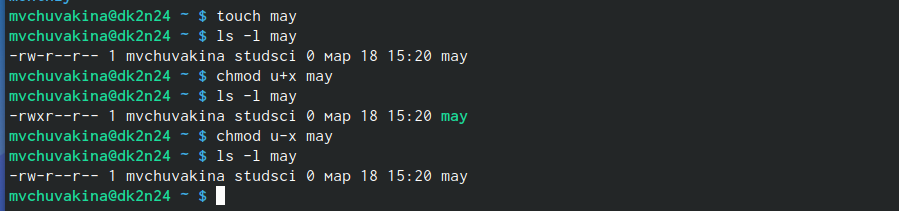 mvchuvakina@dk2n24 ~ $ touch may
mvchuvakina@dk2n24 ~ $ ls -l may
-rw-r--r-- 1 mvchuvakina studsci 0 мар 18 15:20 may
mvchuvakina@dk2n24 ~ $ chmod u+x may
mvchuvakina@dk2n24 ~ $ ls -l may
-rwxr--r-- 1 mvchuvakina studsci 0 мар 18 15:20 may
mvchuvakina@dk2n24 ~ $ chmod u-x may
mvchuvakina@dk2n24 ~ $ ls -l may
-rw-r--r-- 1 mvchuvakina studsci 0 мар 18 15:20 may
mvchuvakina@dk2n24 ~ $